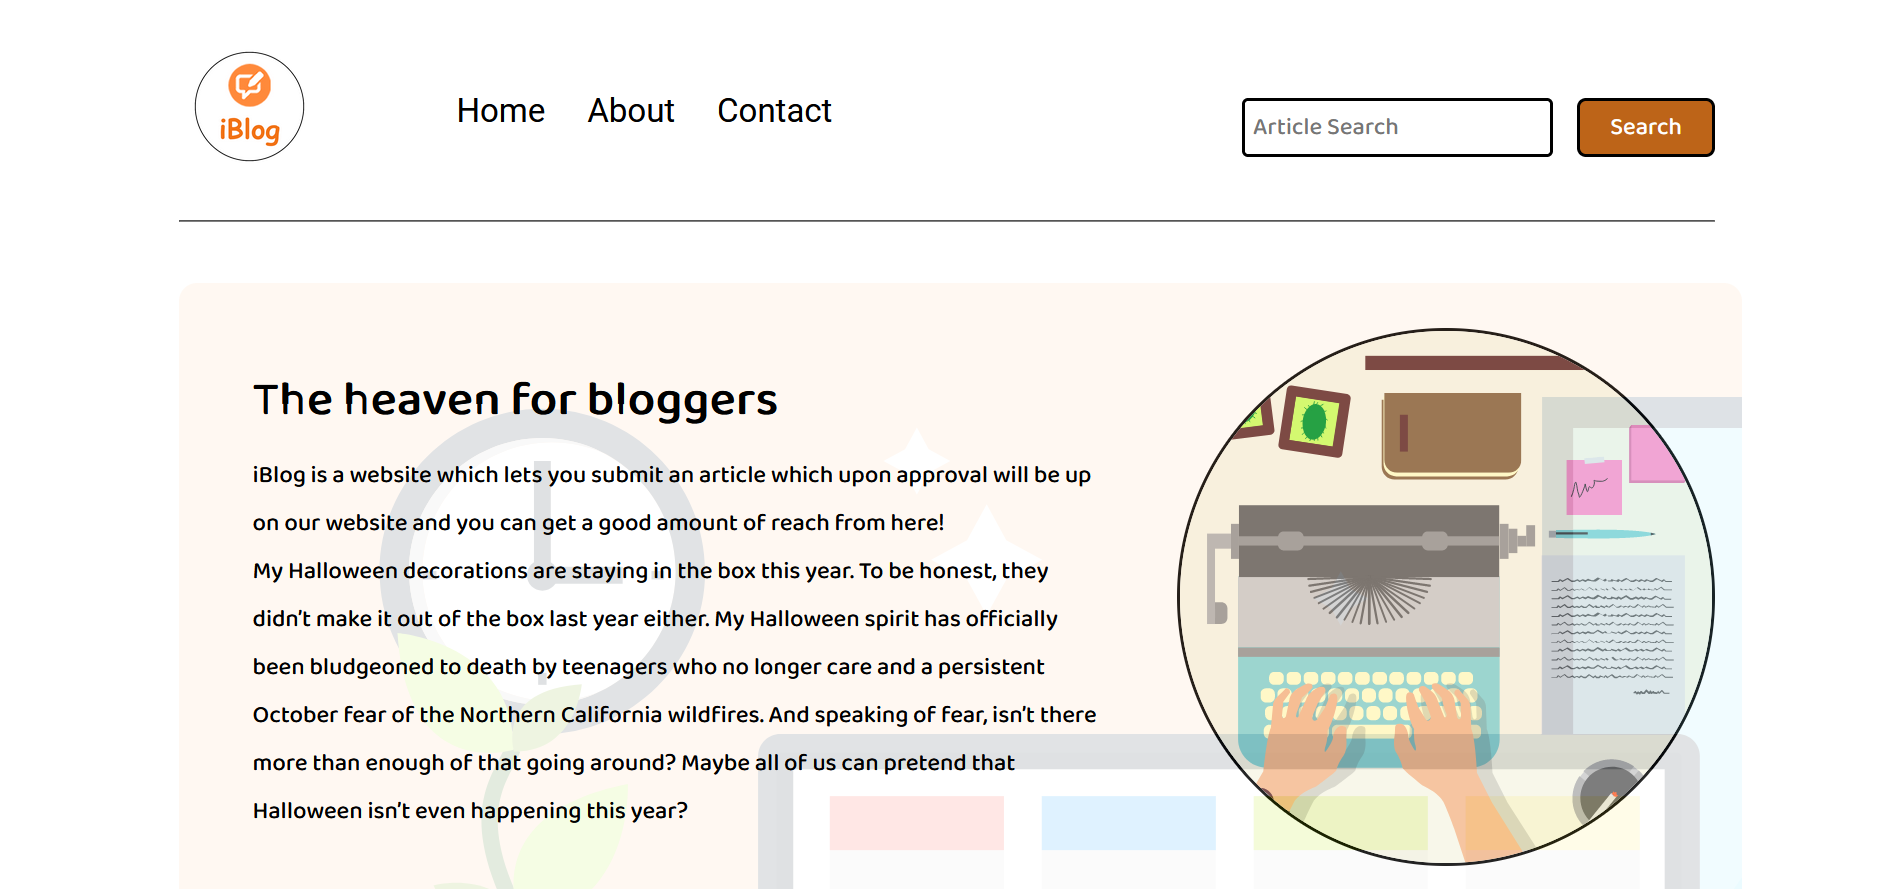 iBlog
Home About Contact
Article Search
Search
The heaven for bloggers
iBlog is a website which lets you submit an article which upon approval will be up
on our website and you can get a good amount of reach from here!
My Halloween decorations are staying in the box this year. To be honest, they
didn't make it out of the box last year either. My Halloween spirit has officially
been bludgeoned to death by teenagers who no longer care and a persistent
October fear of the Northern California wildfires. And speaking of fear, isn't there
more than enough of that going around? Maybe all of us can pretend that
Halloween isn't even happening this year?